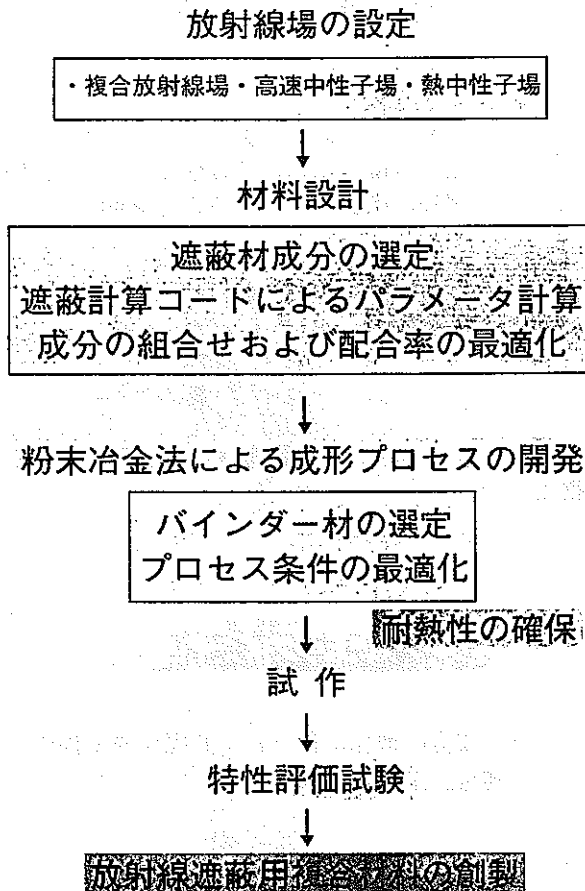 放射線場の設定
・複合放射線場・高速中性子場・熱中性子場
材料設計
遮蔽材成分の選定
遮蔽計算コードによるパラメータ計算
成分の組合せおよび配合率の最適化
粉末冶金法による成形プロセスの開発
バインダー材の選定
プロセス条件の最適化
耐熱性の確保
試 作
特性評価試験
放射線遮蔽用複合材料の創製